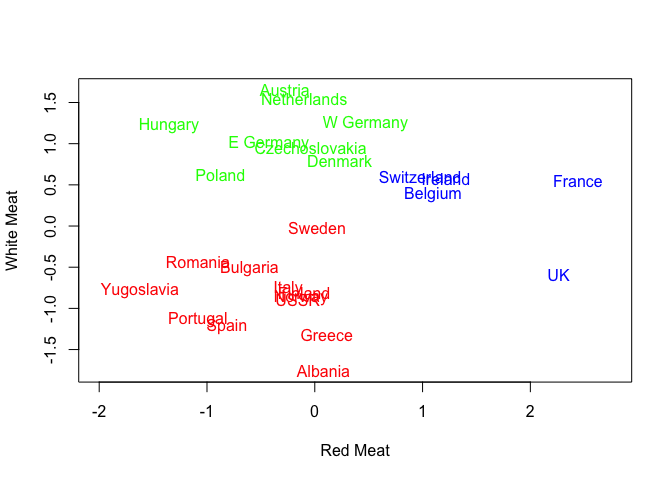 Austria
Netherlands
Hungary
W Germany
E Germany
Czechoslovakia
Denmark
Poland
Switzerland
Ireland
France
Belgium
Sweden
Romania
Bulgaria
UK
Italy
Yugoslavia
Finland
Norway
USSR
Portugal
Spain
Greece
Albania
White Meat
1.5
1.0
0.5
0.0
-0.5
-1.0
-1.5
-2 -1 0 1 2
Red Meat